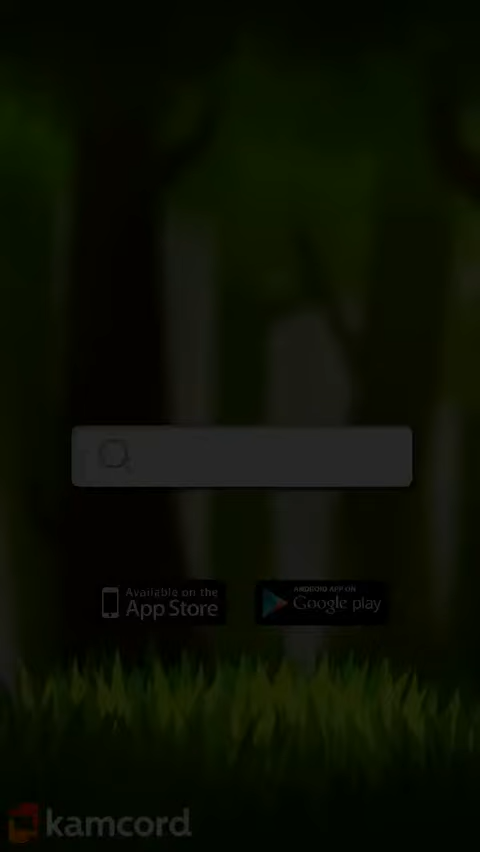 Available on the
App Store
ANDROID APP ON
Google play
kamcord